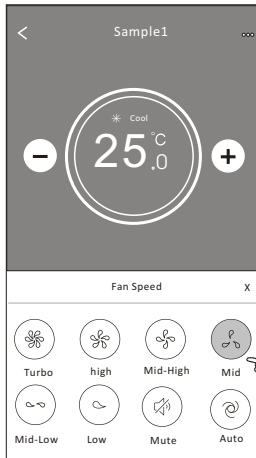 Sample1
Cool
25.0 °C
Fan Speed X
Turbo high Mid-High Mid
Mid-Low Low Mute Auto